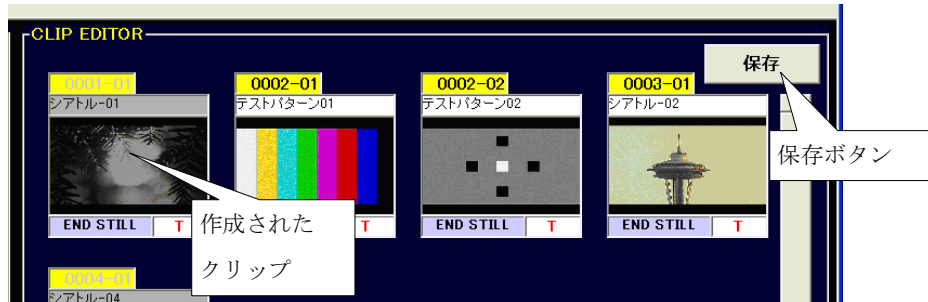 CLIP EDITOR
保存
0001-01
0002-01
0002-02
0003-01
シアトル-01
テストパターン01
テストパターン02
シアトル-02
保存ボタン
END STILL T
T
END STILL T
END STILL T
作成された
クリップ
0004-01
シアトル-04